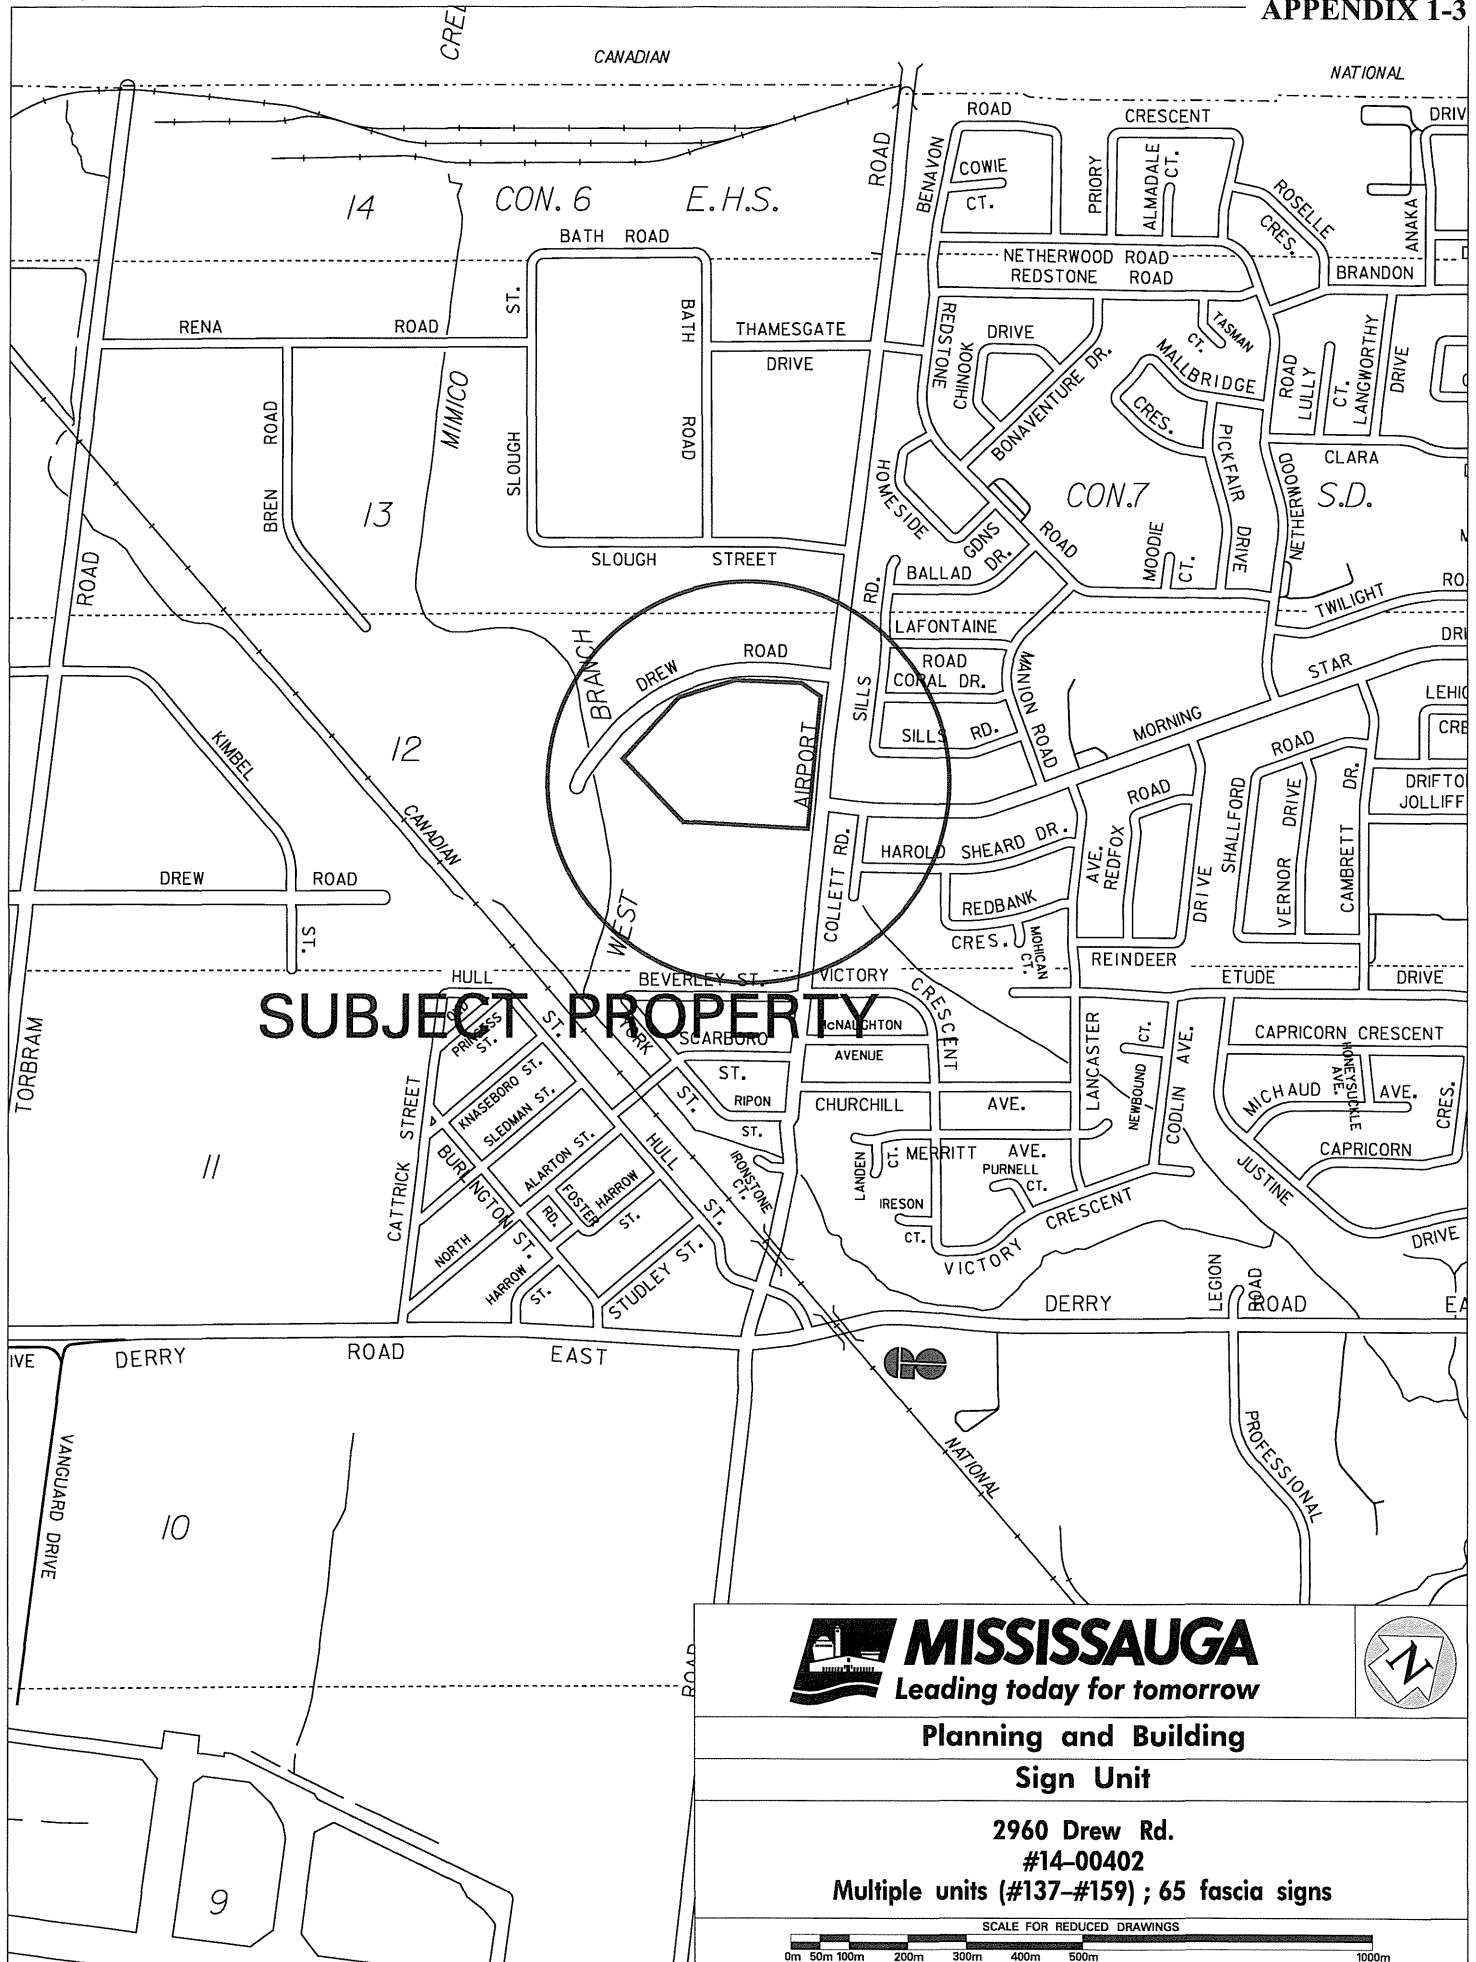 APPENDIX 1-3
CREE
CANADIAN
NATIONAL
ROAD
CRESCENT
DRIV
ROAD
BENAVON
COWIE
CT.
PRIORY
ALMADALE
CT.
ROSELLE
CRES.
ANAKA
14
CON. 6
E.H.S.
BATH ROAD
NETHERWOOD ROAD
REDSTONE ROAD
BRANDON
ST.
RENA
ROAD
BATH
THAMESGATE
DRIVE
REDSTONE
CHINOOK
DRIVE
TASMAN
CT.
BONAVENTURE DR.
MALLBRIDGE
CRES.
ROAD
LULLY
CT.
LANGWORTHY
DRIVE
MIMICO
BREN
ROAD
SLOUGH
ROAD
HOMESIDE
GDNS
PICKFAIR
DRIVE
CLARA
NETHERWOOD
13
CON.7
S.D.
ROAD
SLOUGH STREET
BALLAD
DR.
ROAD
MOODIE
CT.
TWILIGHT
RO
ROAD
RD.
LAFONTAINE
DRI
BRANCH
DREW
ROAD
ROAD
CORAL DR.
MANION ROAD
STAR
SILLS
SILLS RD.
MORNING
LEHIG
CRE
KIMBEL
12
AIRPORT
ROAD
SHALLFORD
ROAD
VERNOR
DRIVE
DR.
CAMBRETT
DRIFTO
JOLLIFF
CANADIAN
COLLETT RD.
HAROLD SHEARD DR.
AVE.
REDFOX
DRIVE
DREW
ROAD
ST.
WEST
REDBANK
CRES.
MOHICAN
CT.
REINDEER
HULL
BEVERLEY ST.
VICTORY
CRESCENT
ETUDE
DRIVE
SUBJECT PROPERTY
OLD
PRINCESS
ST.
ST.
YORK
SCARBORO
McNAUGHTON
AVENUE
CAPRICORN CRESCENT
TORBRAM
CATTRICK STREET
KNASEBORO ST.
SLEDMAN ST.
ST.
ST.
RIPON
ST.
CHURCHILL
AVE.
LANCASTER
NEWBOUND
CT.
CODLIN AVE.
MICHAUD
HONEYSUCKLE
AVE.
AVE.
CRES.
11
BURLINGTON
ST.
ALARTON ST.
HULL
ST.
IRONSTONE
CT.
LANDEN
CT.
MERRITT
AVE.
PURNELL
CT.
CAPRICORN
JUSTINE
FOSTER
RD.
HARROW
ST.
IRESON
CT.
CRESCENT
NORTH
HARROW
ST.
STUDLEY ST.
VICTORY
DRIVE
LEGION
ROAD
DERRY
ROAD
EA
IVE
DERRY
ROAD
EAST
GO
VANGUARD DRIVE
NATIONAL
PROFESSIONAL
10
ROAD
9
MISSISSAUGA
Leading today for tomorrow
N
Planning and Building
Sign Unit
2960 Drew Rd.
#14-00402
Multiple units (#137-#159) ; 65 fascia signs
SCALE FOR REDUCED DRAWINGS
0m 50m 100m 200m 300m 400m 500m 1000m